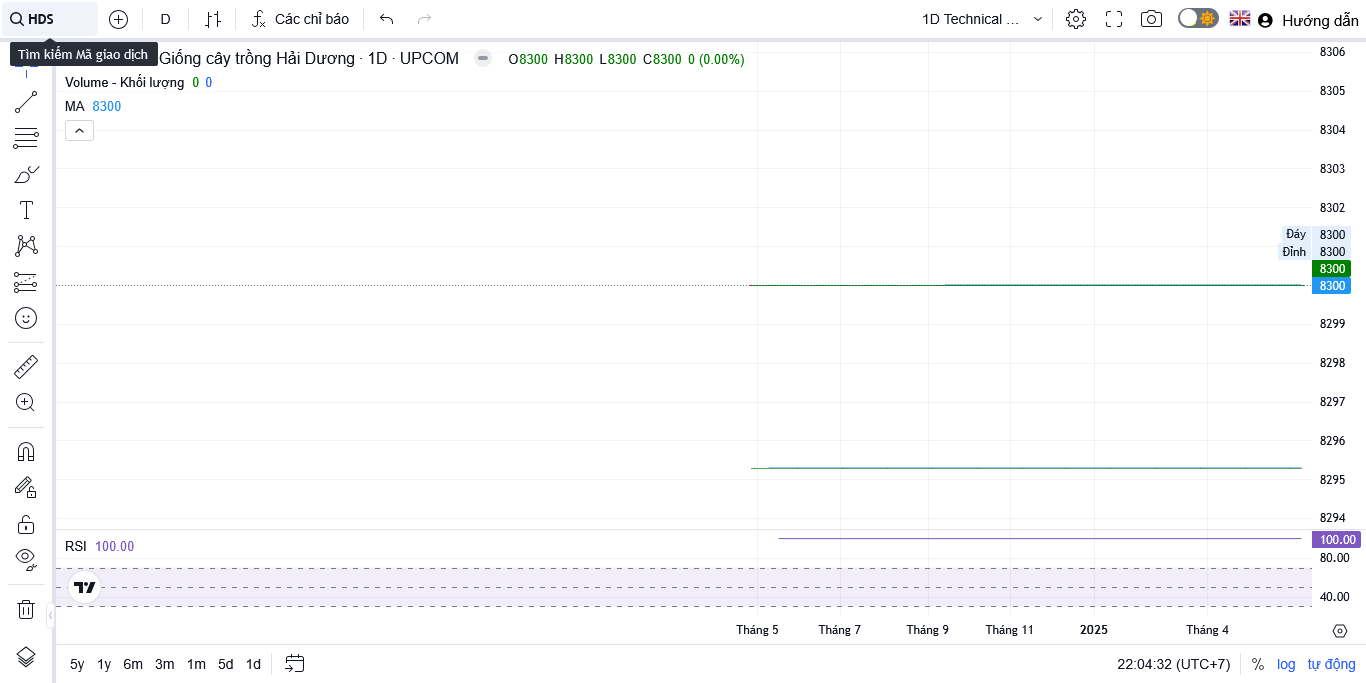 HDS
D
Các chỉ báo
1D Technical ...
Hướng dẫn
Tìm kiếm Mã giao dịch
Giống cây trồng Hải Dương · 1D · UPCOM
O8300 H8300 L8300 C8300 0 (0.00%)
Volume - Khối lượng 0 0
MA 8300
8306
8305
8304
8303
8302
Đáy 8300
Đỉnh 8300
8300
8300
8299
8298
8297
8296
8295
8294
RSI 100.00
100.00
80.00
40.00
Tháng 5 Tháng 7 Tháng 9 Tháng 11 2025 Tháng 4
5y 1y 6m 3m 1m 5d 1d
22:04:32 (UTC+7) % log tự động